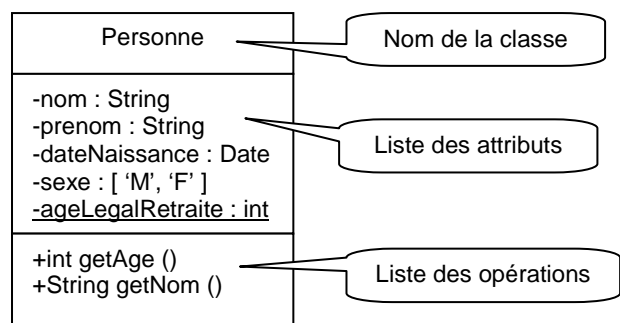 Personne
Nom de la classe
-nom : String
-prenom : String
-dateNaissance : Date
-sexe : [ ‘M’, ‘F’ ]
-ageLegalRetraite : int
Liste des attributs
+int getAge ()
+String getNom ()
Liste des opérations